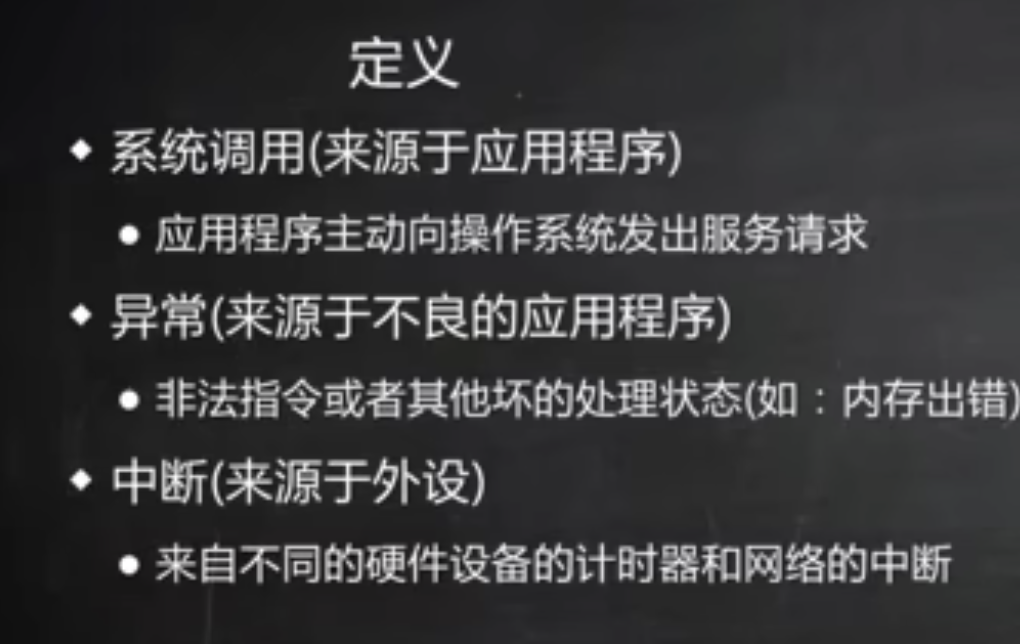 定义
◆ 系统调用(来源于应用程序)
● 应用程序主动向操作系统发出服务请求
◆ 异常(来源于不良的应用程序)
● 非法指令或者其他坏的处理状态(如：内存出错)
◆ 中断(来源于外设)
● 来自不同的硬件设备的计时器和网络的中断